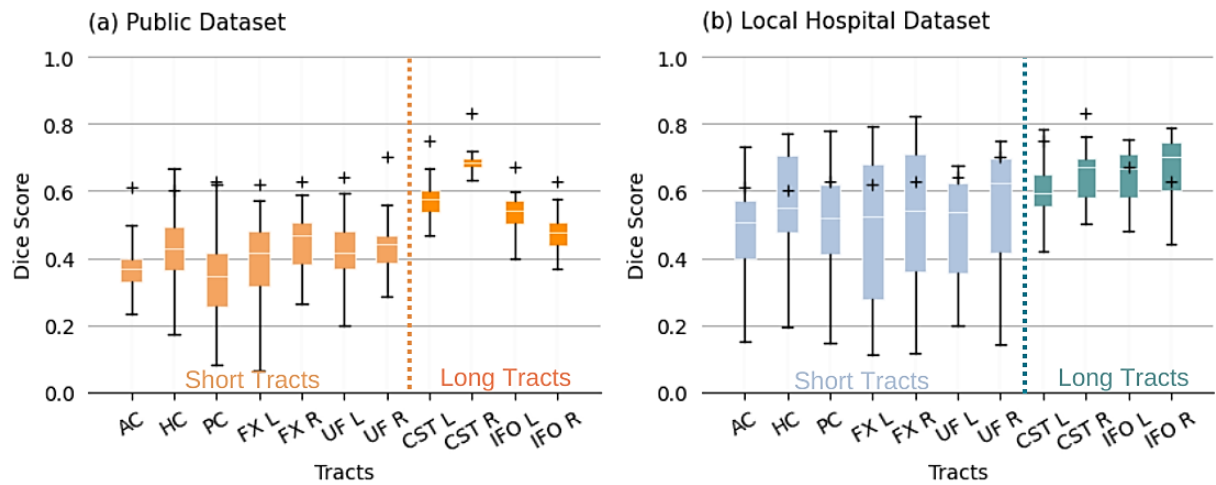 (a) Public Dataset
Dice Score
1.0
0.8
0.6
0.4
0.2
0.0
Short Tracts
Long Tracts
AC HC PC FX L FX R UF L UF R CST L CST R IFO L IFO R
Tracts
(b) Local Hospital Dataset
Dice Score
1.0
0.8
0.6
0.4
0.2
0.0
Short Tracts
Long Tracts
AC HC PC FX L FX R UF L UF R CST L CST R IFO L IFO R
Tracts